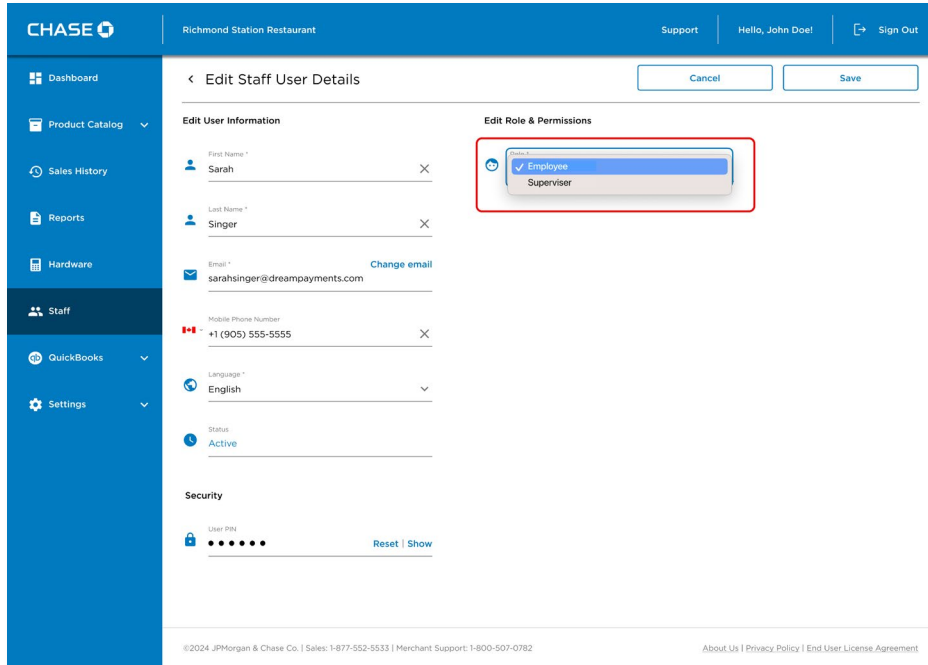 CHASE
Richmond Station Restaurant
Support
Hello, John Doe!
Sign Out
Dashboard
Product Catalog
Sales History
Reports
Hardware
Staff
QuickBooks
Settings
Edit Staff User Details
Cancel
Save
Edit User Information
First Name *
Sarah
Last Name *
Singer
Email *
Change email
sarahsinger@dreampayments.com
Mobile Phone Number
+1 (905) 555-5555
Language *
English
Status
Active
Security
User PIN
Reset | Show
Edit Role & Permissions
Role *
Employee
Superviser
©2024 JPMorgan & Chase Co. | Sales: 1-877-552-5533 | Merchant Support: 1-800-507-0782
About Us | Privacy Policy | End User License Agreement